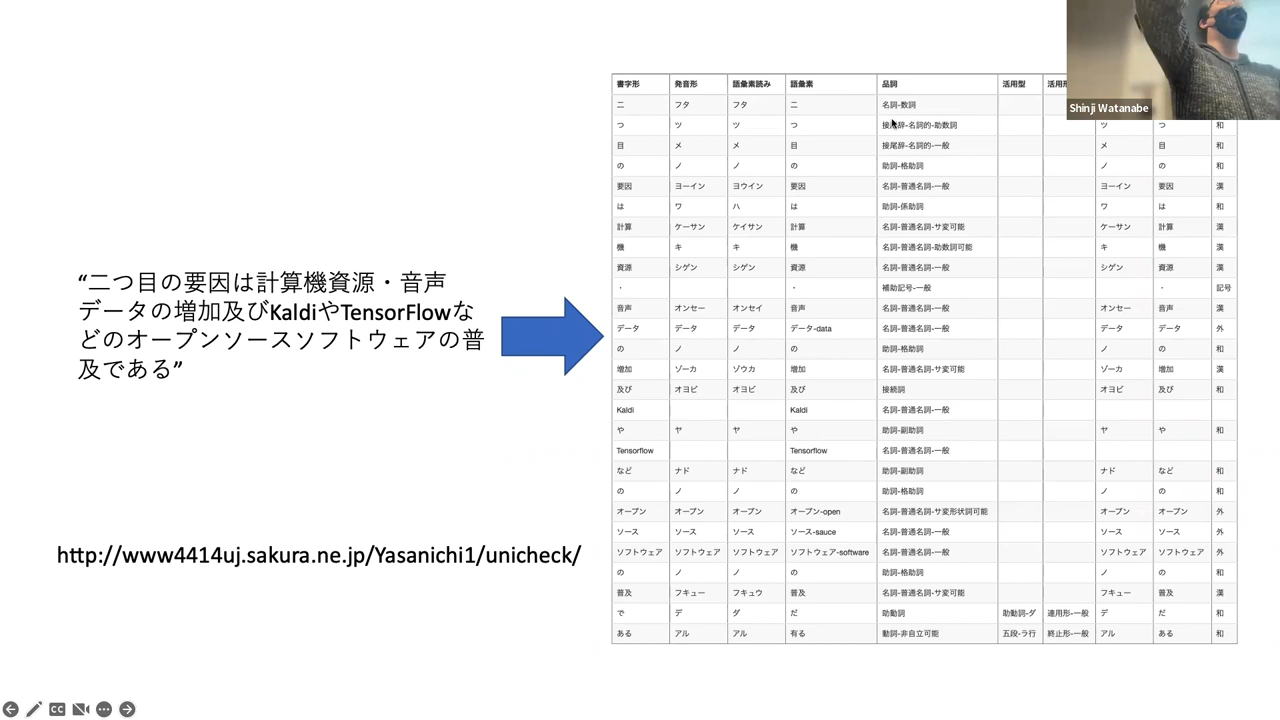 Shinji Watanabe
“二つ目の要因は計算機資源・音声
データの増加及びKaldiやTensorFlowな
どのオープンソースソフトウェアの普
及である”
http://www4414uj.sakura.ne.jp/Yasanichi1/unicheck/
書字形 発音形 語彙素読み 語彙素 品詞 活用型
二 フタ フタ 二 名詞-数詞
つ ツ ツ つ 接尾辞-名詞的-助数詞 ツ つ 和
目 メ メ 目 接尾辞-名詞的-一般 メ 目 和
の ノ ノ の 助詞-格助詞 ノ の 和
要因 ヨーイン ヨウイン 要因 名詞-普通名詞-一般 ヨーイン 要因 漢
は ワ ハ は 助詞-係助詞 ワ は 和
計算 ケーサン ケイサン 計算 名詞-普通名詞-サ変可能 ケーサン 計算 漢
機 キ キ 機 名詞-普通名詞-助数詞可能 キ 機 漢
資源 シゲン シゲン 資源 名詞-普通名詞-一般 シゲン 資源 漢
・ ・ 補助記号-一般 ・ 記号
音声 オンセー オンセイ 音声 名詞-普通名詞-一般 オンセー 音声 漢
データ データ データ データ-data 名詞-普通名詞-一般 データ データ 外
の ノ ノ の 助詞-格助詞 ノ の 和
増加 ゾーカ ゾウカ 増加 名詞-普通名詞-サ変可能 ゾーカ 増加 漢
及び オヨビ オヨビ 及び 接続詞 オヨビ 及び 和
Kaldi Kaldi 名詞-普通名詞-一般
や ヤ ヤ や 助詞-副助詞 ヤ や 和
Tensorflow Tensorflow 名詞-普通名詞-一般
など ナド ナド など 助詞-副助詞 ナド など 和
の ノ ノ の 助詞-格助詞 ノ の 和
オープン オープン オープン オープン-open 名詞-普通名詞-サ変形状詞可能 オープン オープン 外
ソース ソース ソース ソース-sauce 名詞-普通名詞-一般 ソース ソース 外
ソフトウェア ソフトウェア ソフトウェア ソフトウェア-software 名詞-普通名詞-一般 ソフトウェア ソフトウェア 外
の ノ ノ の 助詞-格助詞 ノ の 和
普及 フキュー フキュウ 普及 名詞-普通名詞-サ変可能 フキュー 普及 漢
で デ ダ だ 助動詞 助動詞-ダ 連用形-一般 デ だ 和
ある アル アル 有る 動詞-非自立可能 五段-ラ行 終止形-一般 アル ある 和
CC